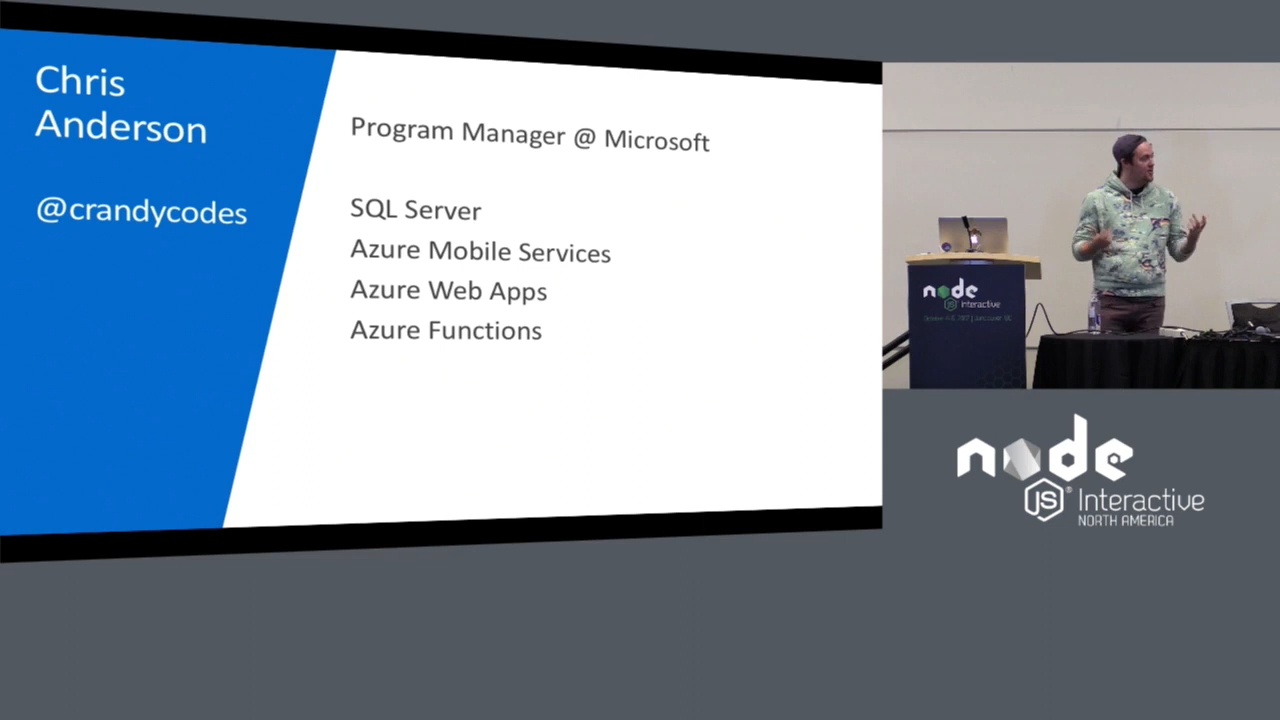 Chris
Anderson
@crandycodes
Program Manager @ Microsoft
SQL Server
Azure Mobile Services
Azure Web Apps
Azure Functions
node
JS Interactive
node
JS® Interactive
NORTH AMERICA